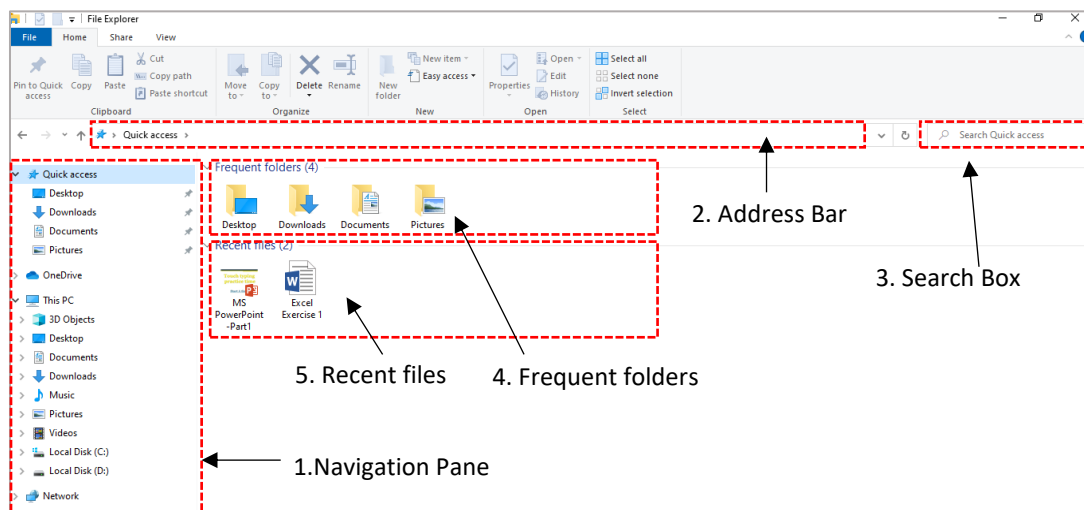 File Explorer
File Home Share View
Pin to Quick access
Copy
Paste
Cut
Copy path
Paste shortcut
Clipboard
Move to
Copy to
Delete
Rename
Organize
New folder
New item
Easy access
New
Properties
Open
Edit
History
Open
Select all
Select none
Invert selection
Select
Quick access
Search Quick access
Quick access
Desktop
Downloads
Documents
Pictures
OneDrive
This PC
3D Objects
Desktop
Documents
Downloads
Music
Pictures
Videos
Local Disk (C:)
Local Disk (D:)
Network
Frequent folders (4)
Desktop Downloads Documents Pictures
Recent files (2)
MS
PowerPoint
-Part1
Excel
Exercise 1
2. Address Bar
3. Search Box
5. Recent files
4. Frequent folders
1.Navigation Pane